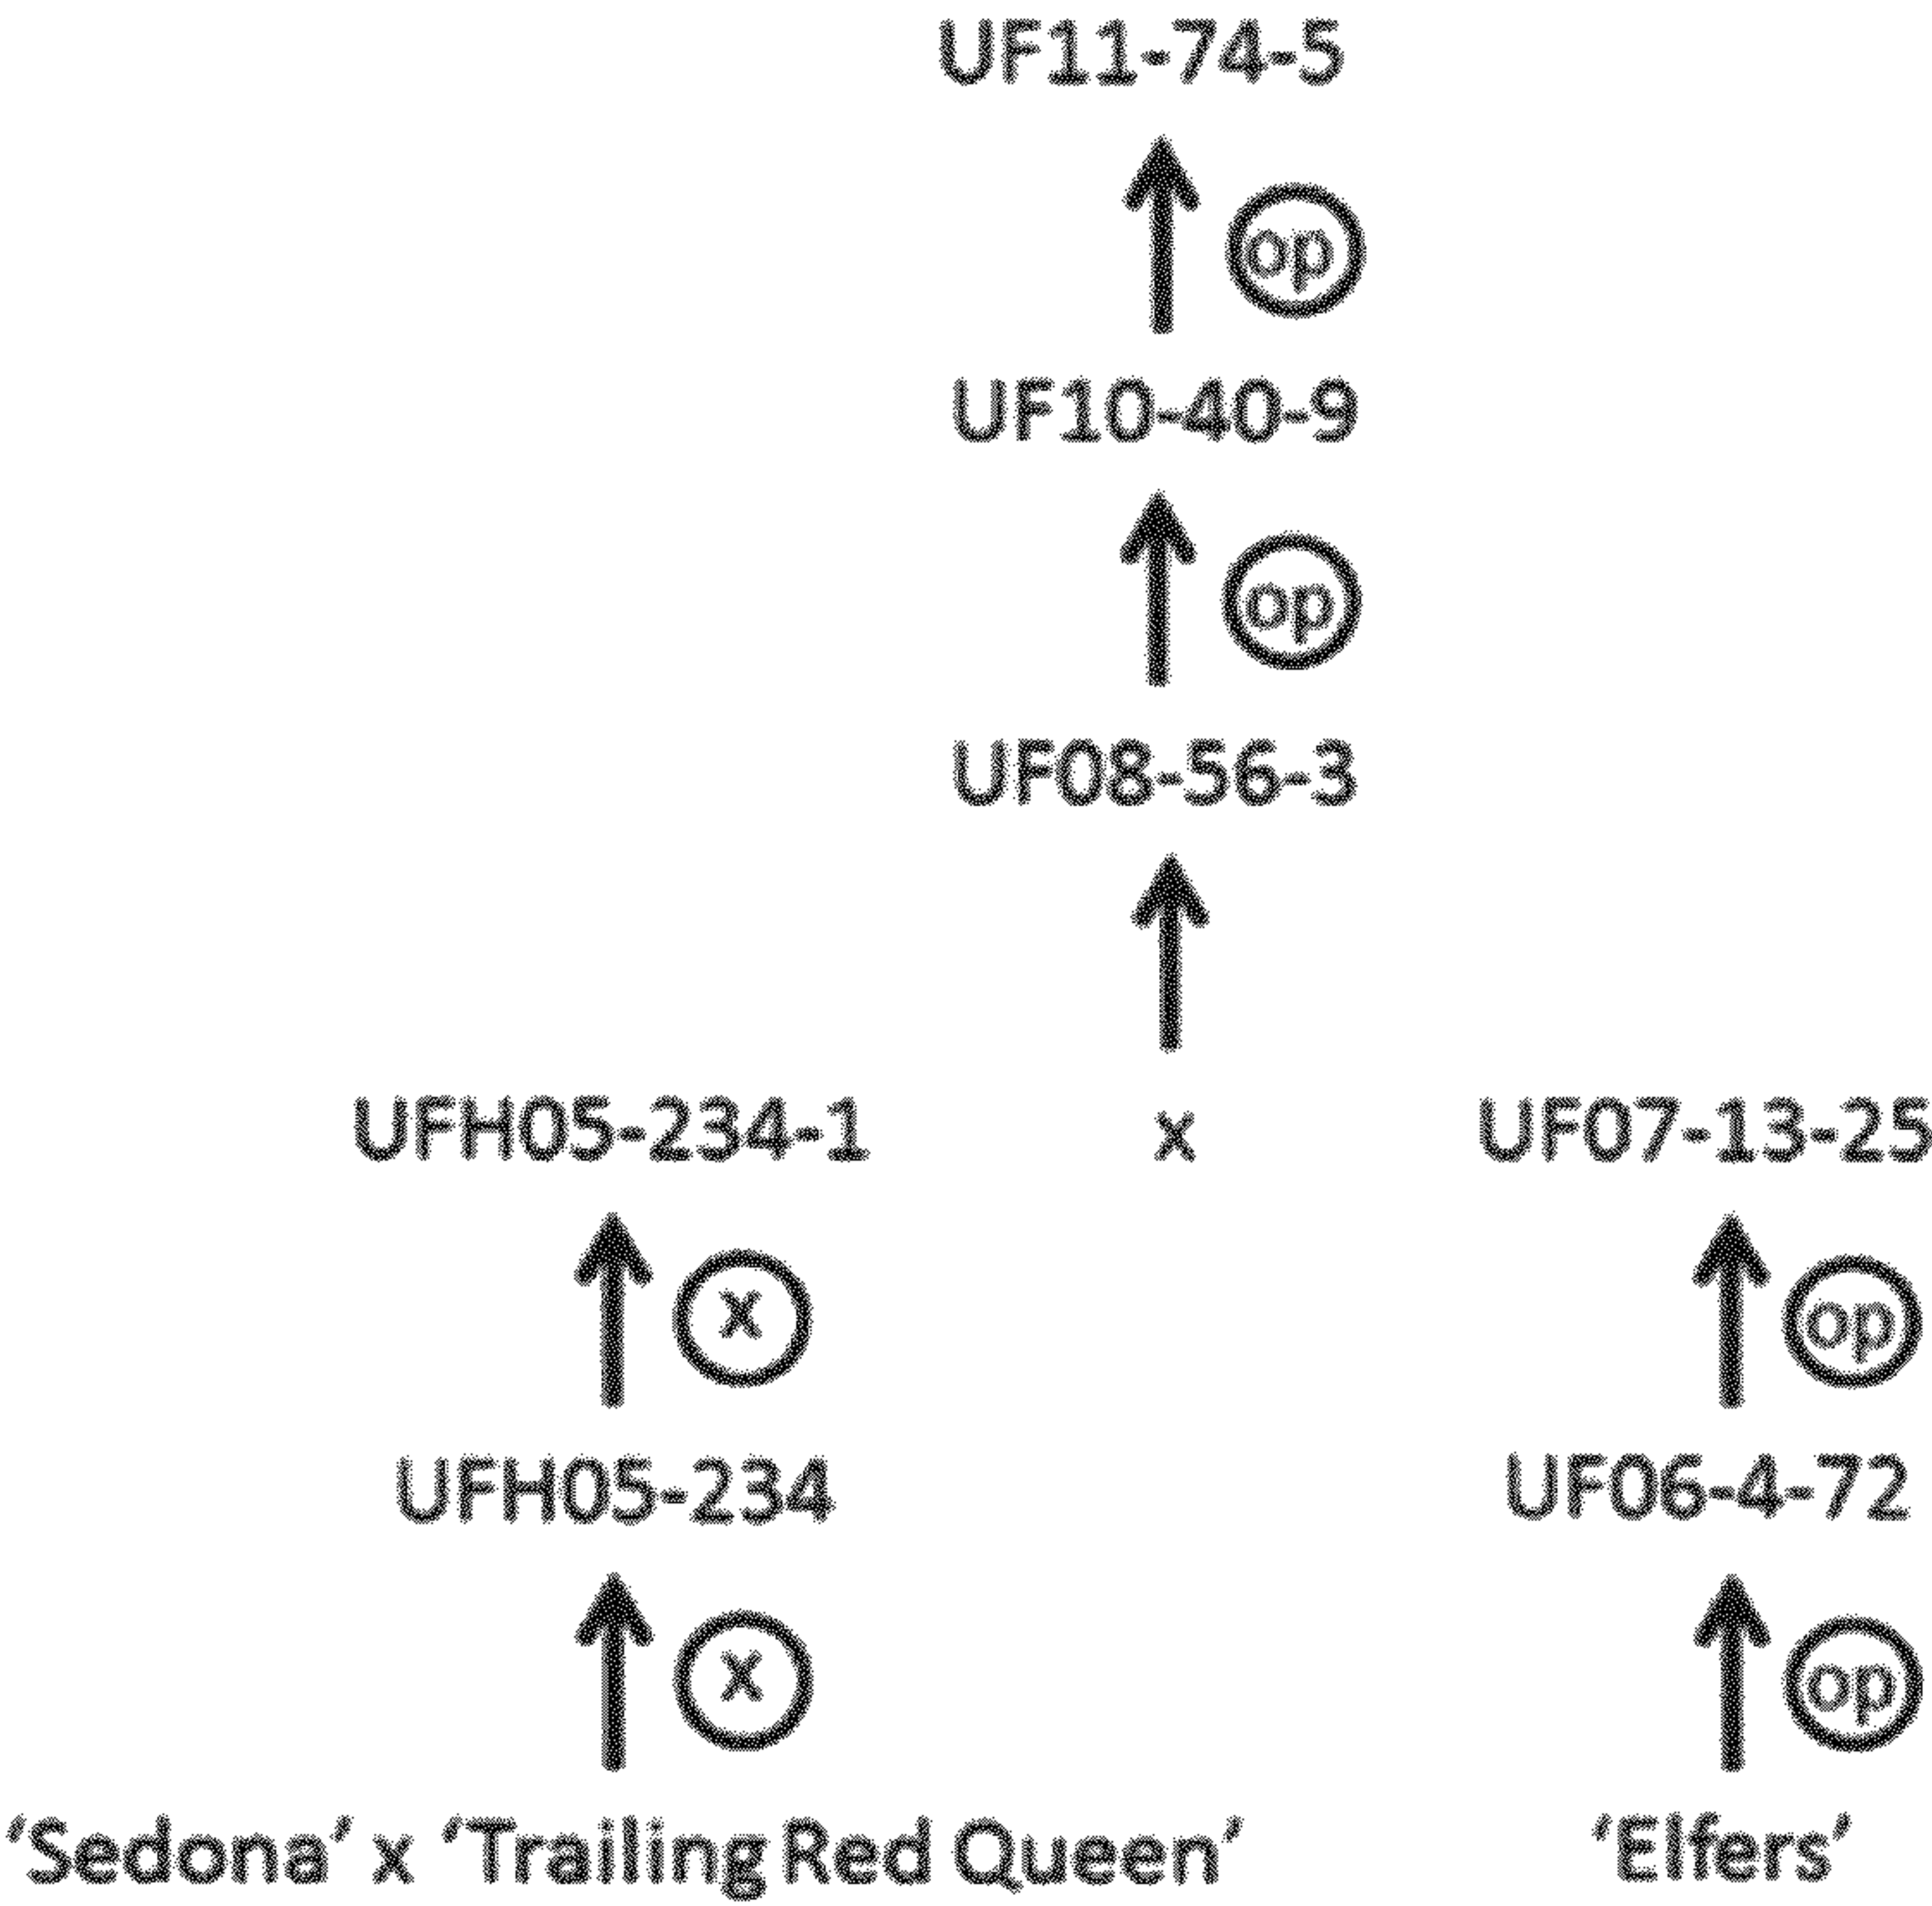 UF11-74-5
op
UF10-40-9
op
UF08-56-3
UFH05-234-1 x UF07-13-25
x op
UFH05-234 UF06-4-72
x op
‘Sedona’ x ‘Trailing Red Queen’ ‘Elfers’